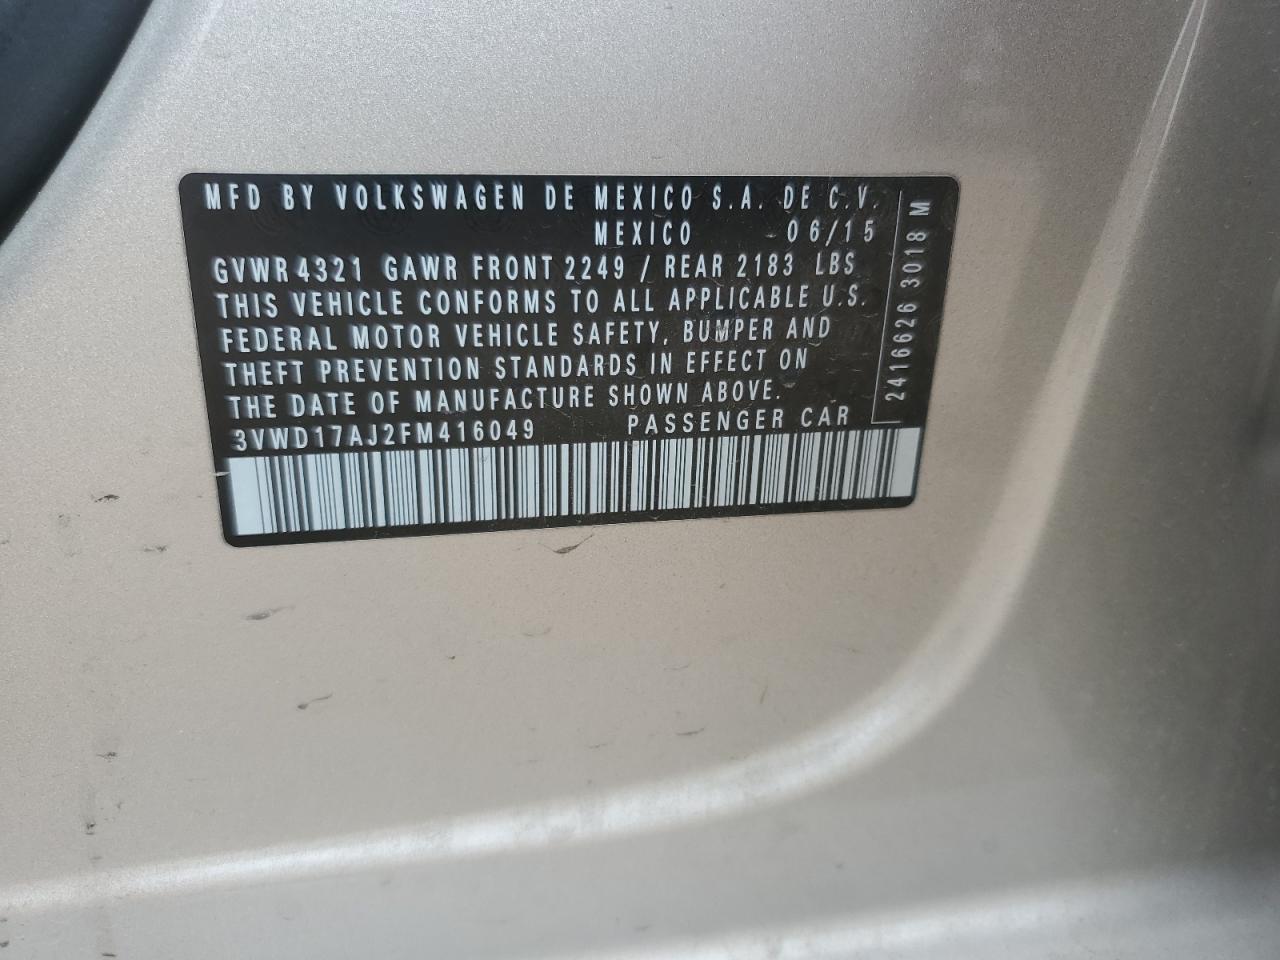 MFD BY VOLKSWAGEN DE MEXICO S.A. DE C.V.
MEXICO 06/15
GVWR 4321 GAWR FRONT 2249 / REAR 2183 LBS
THIS VEHICLE CONFORMS TO ALL APPLICABLE U.S.
FEDERAL MOTOR VEHICLE SAFETY, BUMPER AND
THEFT PREVENTION STANDARDS IN EFFECT ON
THE DATE OF MANUFACTURE SHOWN ABOVE.
3VWD17AJ2FM416049 PASSENGER CAR
2416626 3018 M